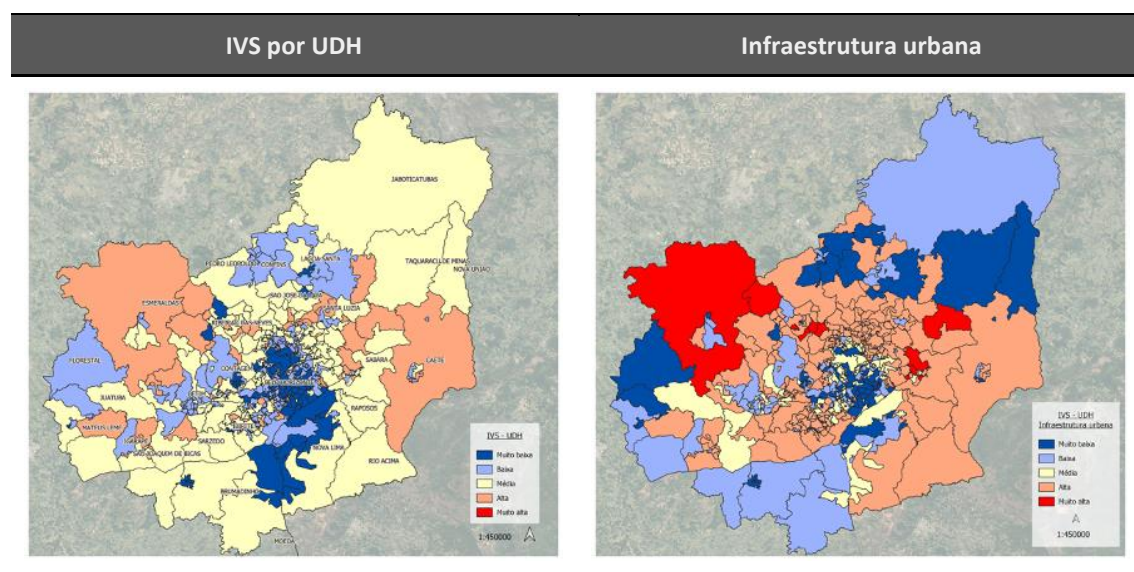 IVS por UDH
Infraestrutura urbana
JABOTICATUBAS
PEDRO LEOPOLDO
CONFINS
LAGOA SANTA
TAQUARAÇU DE MINAS
NOVA UNIÃO
ESMERALDAS
SÃO JOSÉ DA LAPA
SANTA LUZIA
RIBEIRÃO DAS NEVES
FLORESTAL
CONTAGEM
SABARÁ
CAETÉ
BELO HORIZONTE
JUATUBA
BETIM
RAPOSOS
MATEUS LEME
IGARAPÉ
IBIRITÉ
SARZEDO
SÃO JOAQUIM DE BICAS
NOVA LIMA
RIO ACIMA
BRUMADINHO
MOEDA
IVS - UDH
Muito baixa
Baixa
Média
Alta
Muito alta
1:450000
IVS - UDH
Infraestrutura urbana
Muito baixa
Baixa
Média
Alta
Muito alta
1:450000